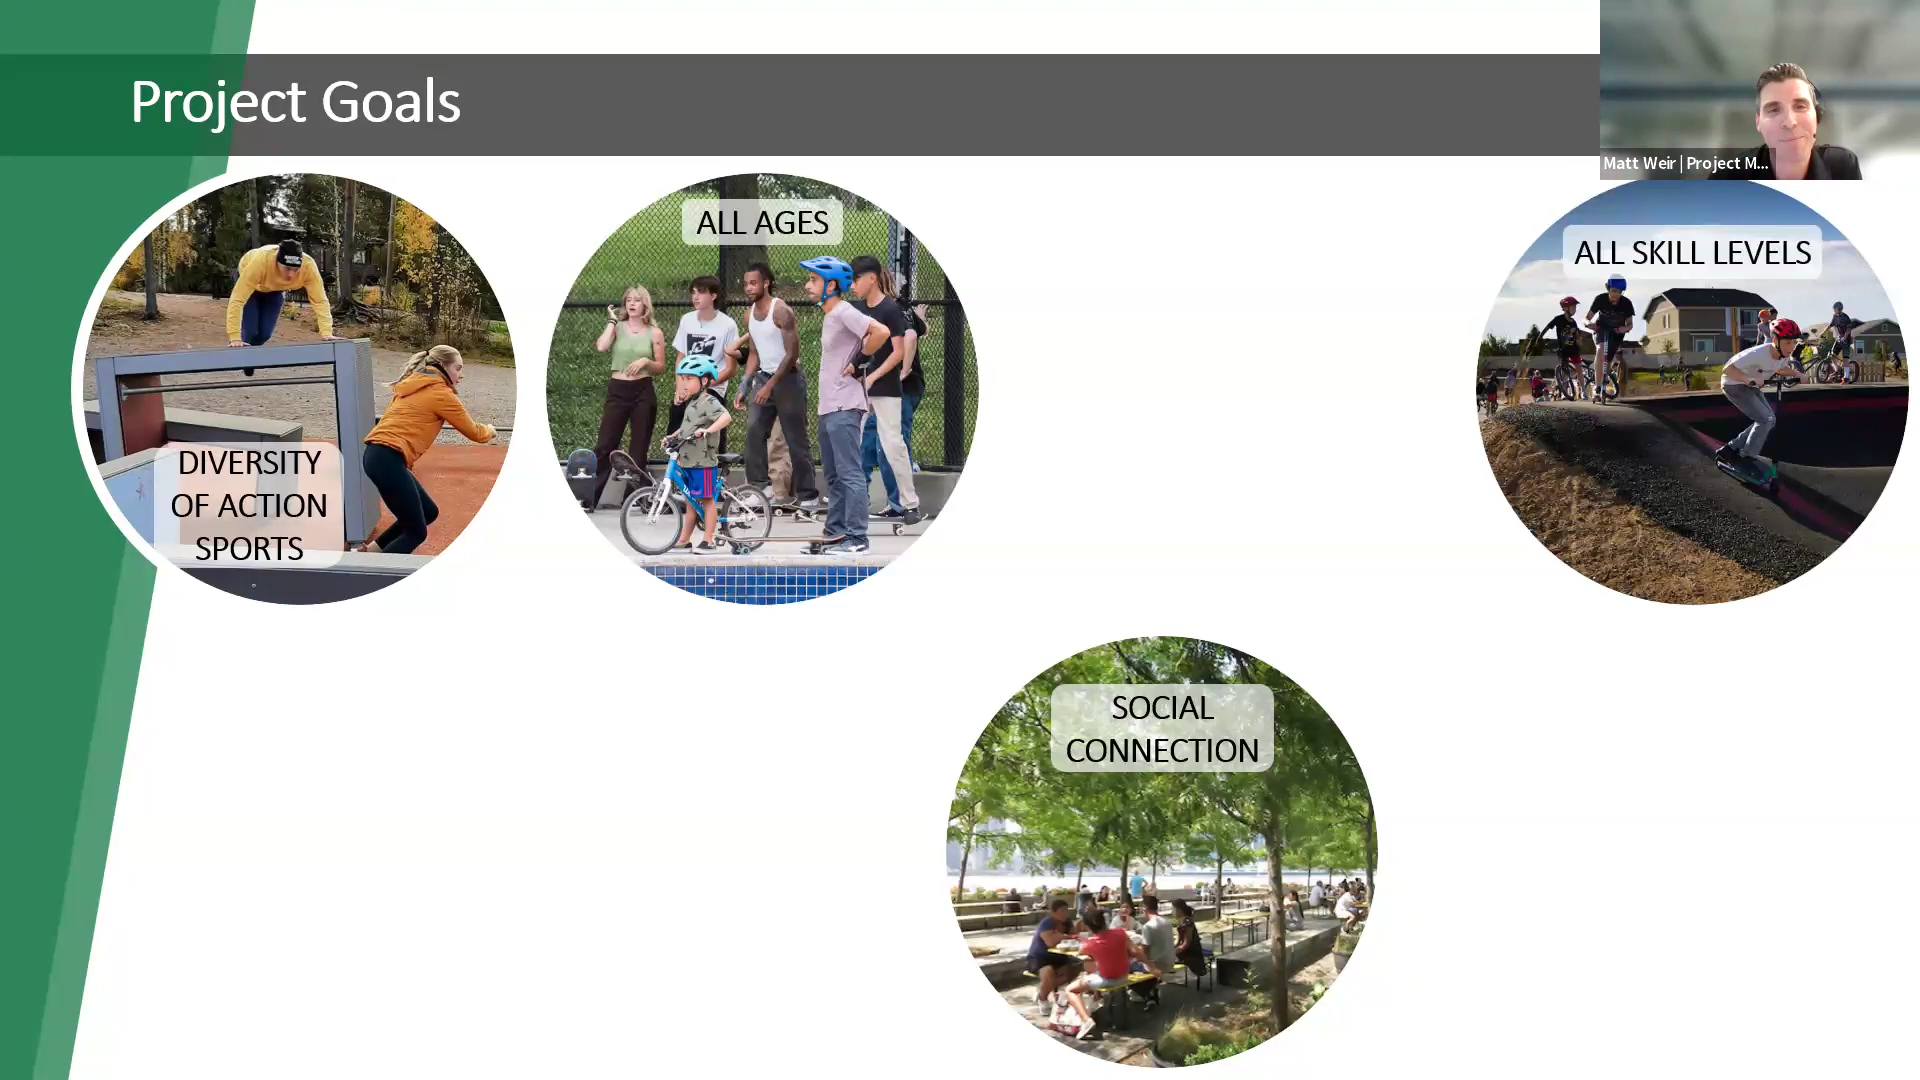 Project Goals
Matt Weir | Project M...
ALL AGES
ALL SKILL LEVELS
DIVERSITY
OF ACTION
SPORTS
SOCIAL
CONNECTION